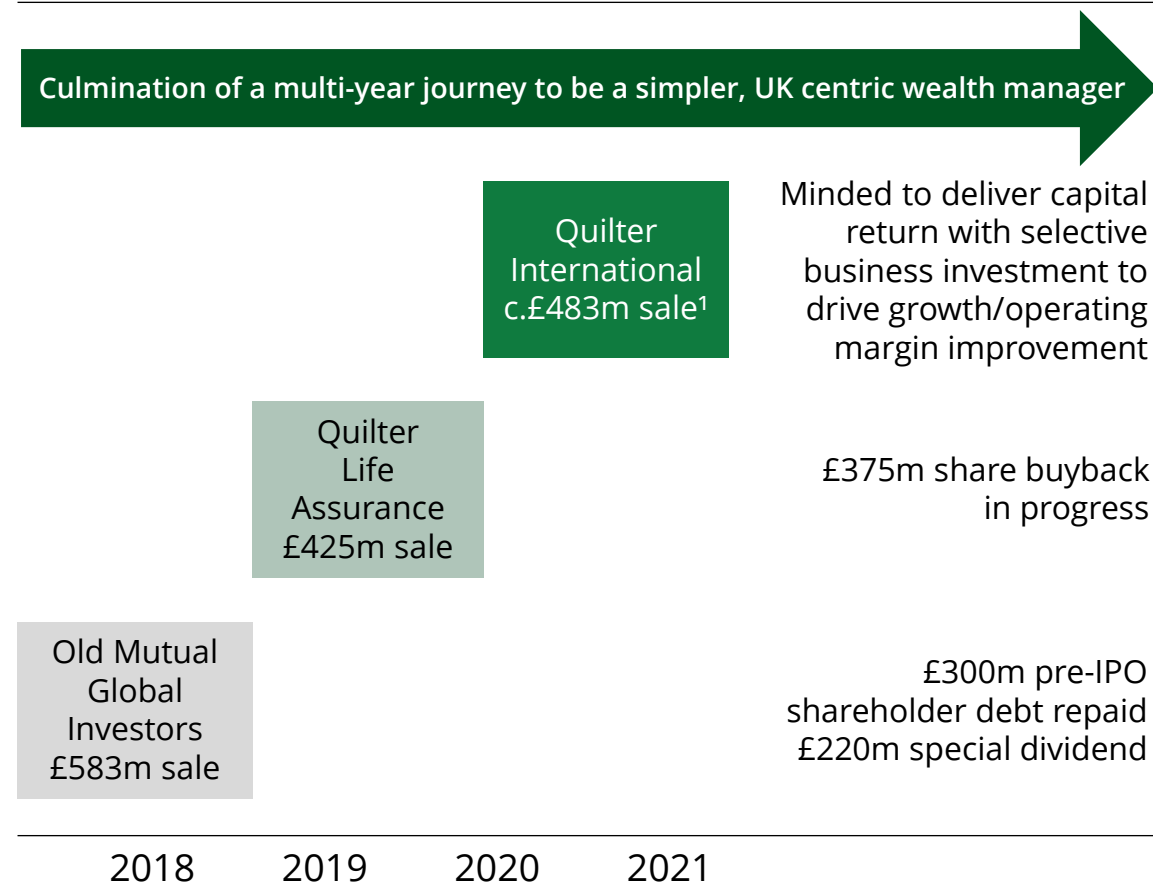 Culmination of a multi-year journey to be a simpler, UK centric wealth manager
Quilter
International
c.£483m sale¹
Minded to deliver capital
return with selective
business investment to
drive growth/operating
margin improvement
Quilter
Life
Assurance
£425m sale
£375m share buyback
in progress
Old Mutual
Global
Investors
£583m sale
£300m pre-IPO
shareholder debt repaid
£220m special dividend
2018 2019 2020 2021